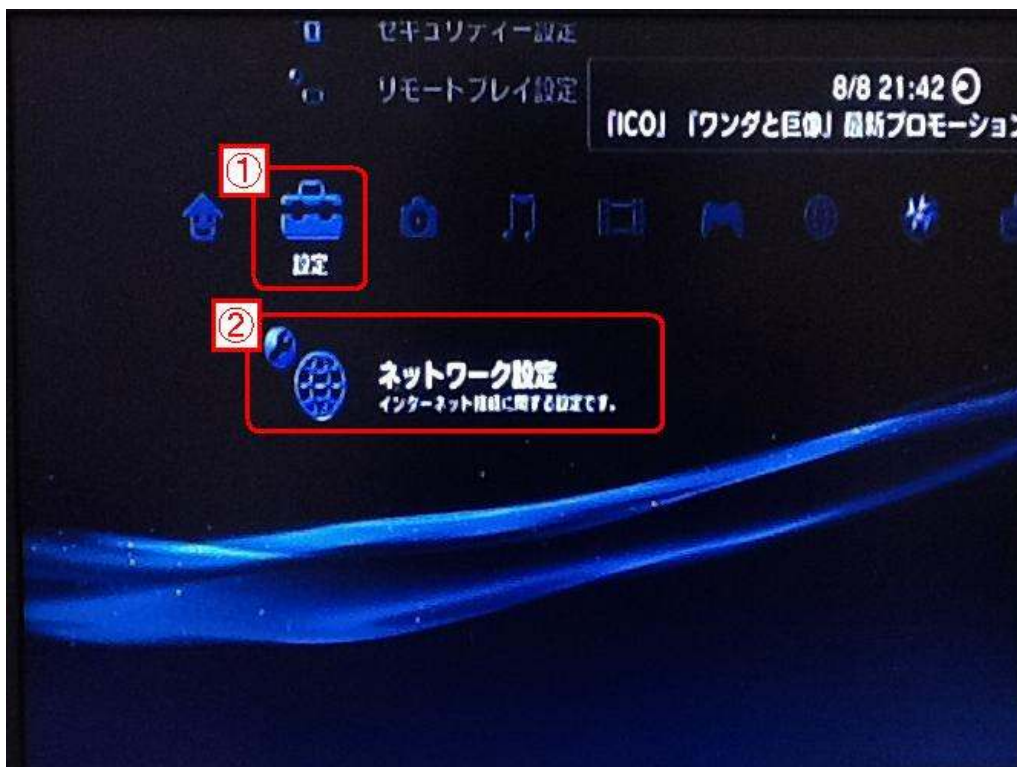 セキュリティー設定
リモートプレイ設定
8/8 21:42
「ICO」「ワンダと巨像」最新プロモーション
①
設定
②
ネットワーク設定
インターネット接続に関する設定です。